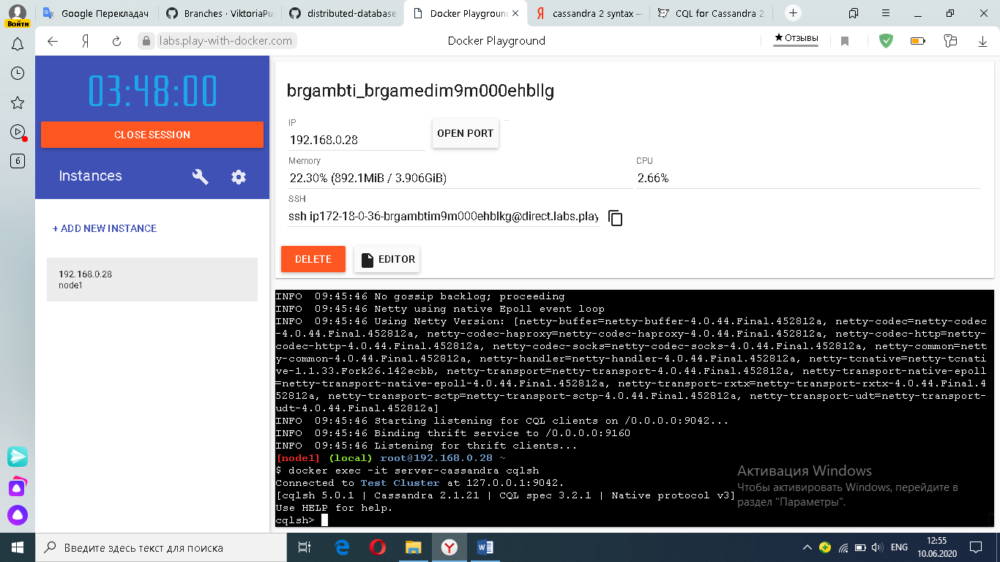 Войти
Google Перекладач
Branches · ViktoriaPu
distributed-database
Docker Playground
cassandra 2 syntax —
CQL for Cassandra 2.
labs.play-with-docker.com
Docker Playground
★ Отзывы
03:48:00
CLOSE SESSION
Instances
+ ADD NEW INSTANCE
192.168.0.28
node1
6
brgambti_brgamedim9m000ehbllg
IP
192.168.0.28
OPEN PORT
Memory
CPU
22.30% (892.1MiB / 3.906GiB)
2.66%
SSH
ssh ip172-18-0-36-brgambtim9m000ehblkg@direct.labs.play
DELETE
EDITOR
INFO  09:45:46 No gossip backlog; proceeding
INFO  09:45:46 Netty using native Epoll event loop
INFO  09:45:46 Using Netty Version: [netty-buffer=netty-buffer-4.0.44.Final.452812a, netty-codec=netty-codec
-4.0.44.Final.452812a, netty-codec-haproxy=netty-codec-haproxy-4.0.44.Final.452812a, netty-codec-http=netty-
codec-http-4.0.44.Final.452812a, netty-codec-socks=netty-codec-socks-4.0.44.Final.452812a, netty-common=nett
y-common-4.0.44.Final.452812a, netty-handler=netty-handler-4.0.44.Final.452812a, netty-tcnative=netty-tcnati
ve-1.1.33.Fork26.142ecbb, netty-transport=netty-transport-4.0.44.Final.452812a, netty-transport-native-epoll
=netty-transport-native-epoll-4.0.44.Final.452812a, netty-transport-rxtx=netty-transport-rxtx-4.0.44.Final.4
52812a, netty-transport-sctp=netty-transport-sctp-4.0.44.Final.452812a, netty-transport-udt=netty-transport-
udt-4.0.44.Final.452812a]
INFO  09:45:46 Starting listening for CQL clients on /0.0.0.0:9042...
INFO  09:45:46 Binding thrift service to /0.0.0.0:9160
INFO  09:45:46 Listening for thrift clients...
[node1] (local) root@192.168.0.28 ~
$ docker exec -it server-cassandra cqlsh
Connected to Test Cluster at 127.0.0.1:9042.
[cqlsh 5.0.1 | Cassandra 2.1.21 | CQL spec 3.2.1 | Native protocol v3]
Use HELP for help.
cqlsh>
Активация Windows
Чтобы активировать Windows, перейдите в
раздел "Параметры".
Введите здесь текст для поиска
ENG
12:55
10.06.2020